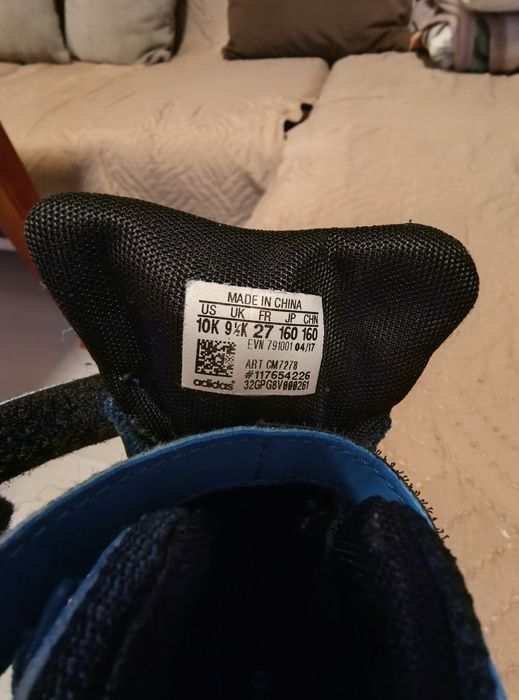 MADE IN CHINA
US UK FR JP CHN
10K 9½K 27 160 160
EVN 791001 04/17
ART CM7278
#117654226
adidas 32GPG8V000261